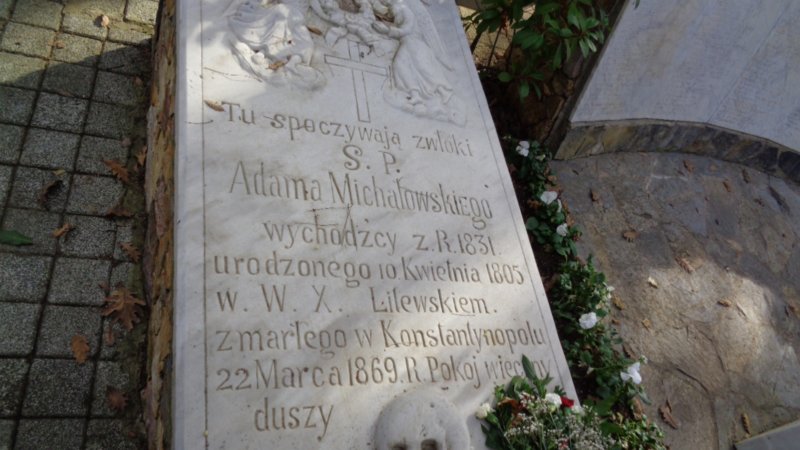 Tu spoczywają zwłoki
Ś. P.
Adama Michałowskiego
wychodźcy z.R.1831.
urodzonego 10 Kwietnia 1805
w. W. X. Litewskiem.
zmarłego w Konstantynopolu
22 Marca 1869. R. Pokój wieczny
duszy